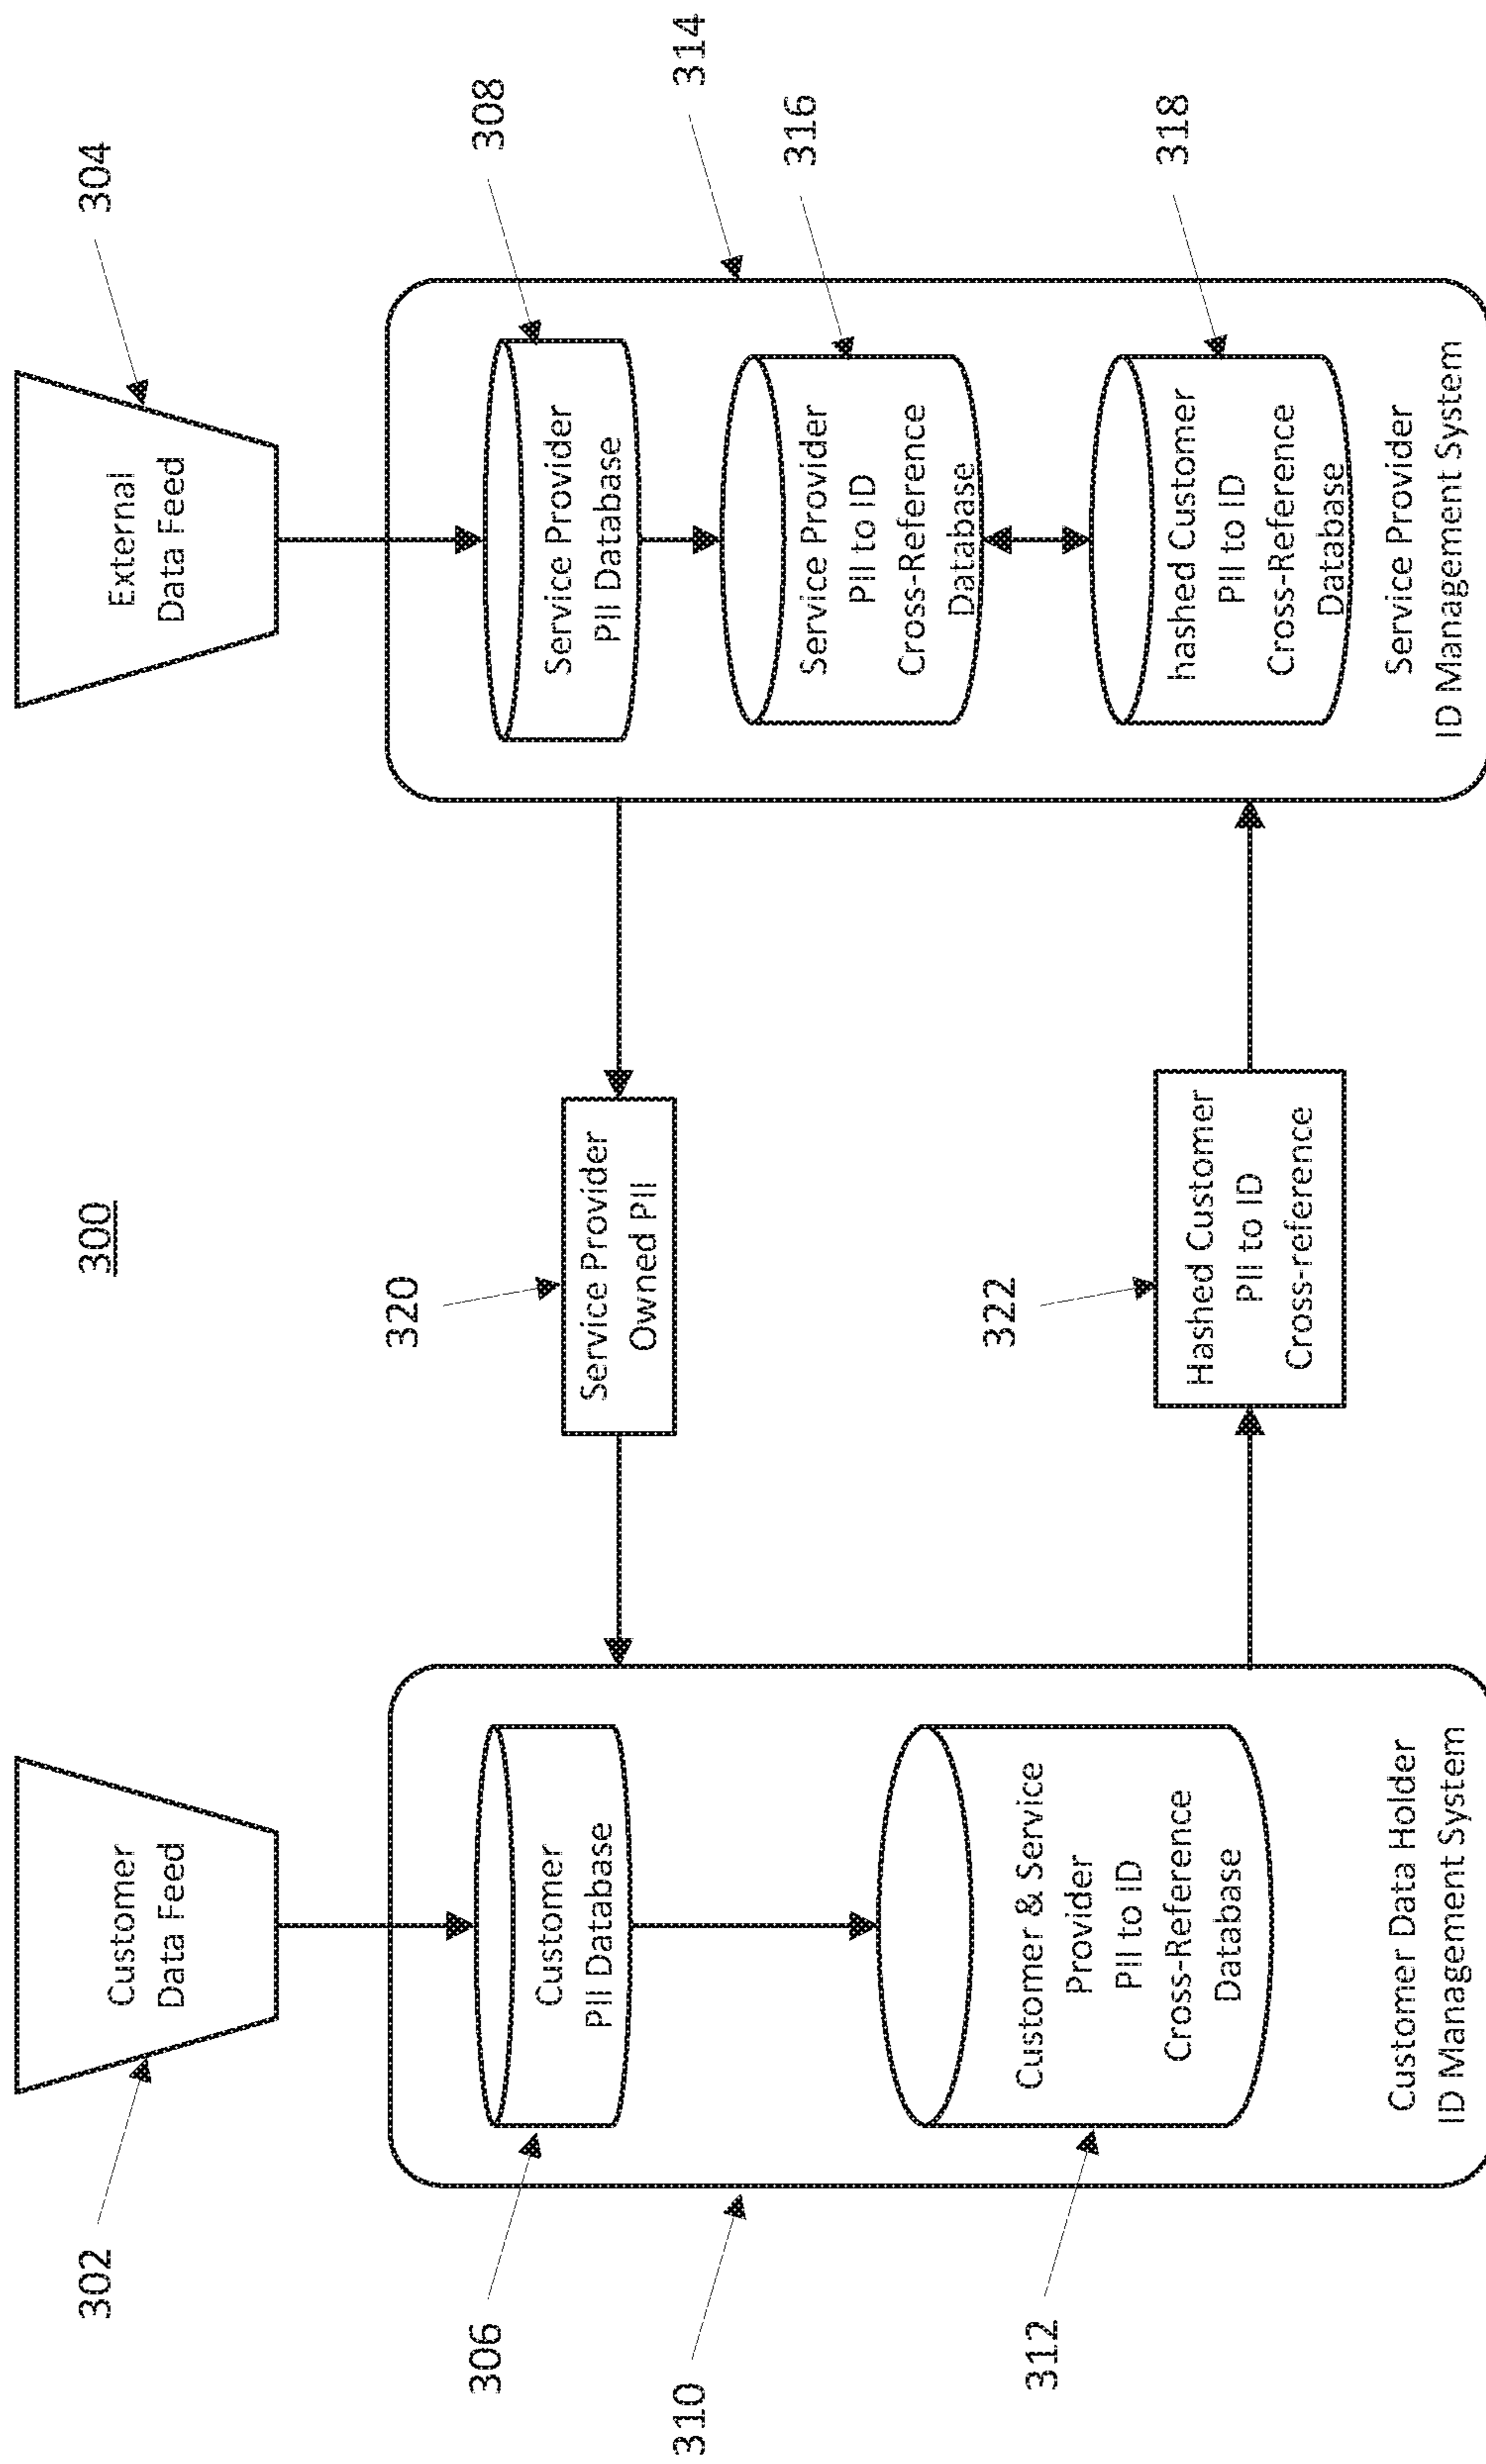 300
302
Customer
Data Feed
External
Data Feed
304
306
Customer
PII Database
320
Service Provider
Owned PII
Service Provider
PII Database
308
310
314
Service Provider
PII to ID
Cross-Reference
Database
316
312
Customer & Service
Provider
PII to ID
Cross-Reference
Database
322
Hashed Customer
PII to ID
Cross-reference
hashed Customer
PII to ID
Cross-Reference
Database
318
Customer Data Holder
ID Management System
Service Provider
ID Management System